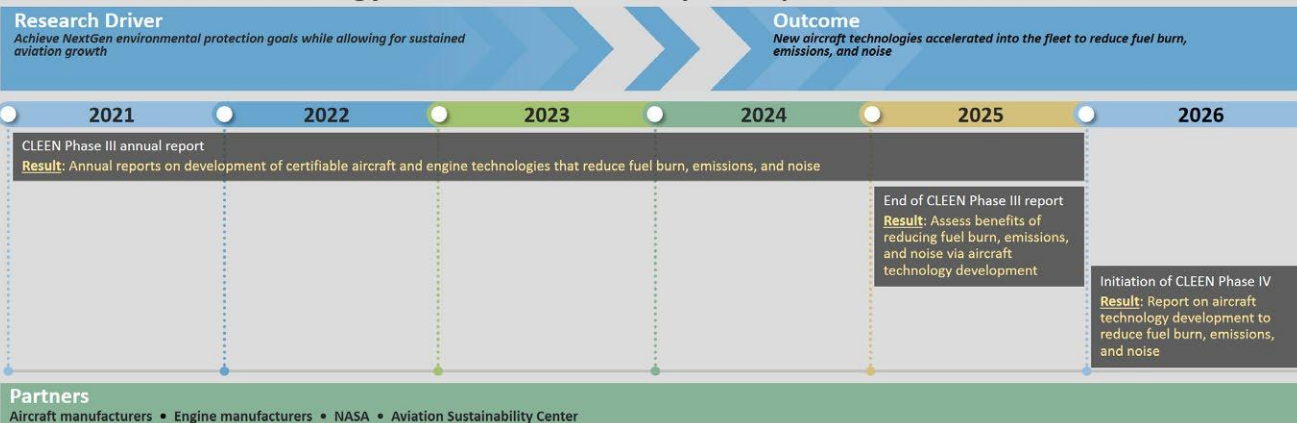 Research Driver
Achieve NextGen environmental protection goals while allowing for sustained
aviation growth
Outcome
New aircraft technologies accelerated into the fleet to reduce fuel burn,
emissions, and noise
2021 2022 2023 2024 2025 2026
CLEEN Phase III annual report
Result: Annual reports on development of certifiable aircraft and engine technologies that reduce fuel burn, emissions, and noise
End of CLEEN Phase III report
Result: Assess benefits of
reducing fuel burn, emissions,
and noise via aircraft
technology development
Initiation of CLEEN Phase IV
Result: Report on aircraft
technology development to
reduce fuel burn, emissions,
and noise
Partners
Aircraft manufacturers • Engine manufacturers • NASA • Aviation Sustainability Center